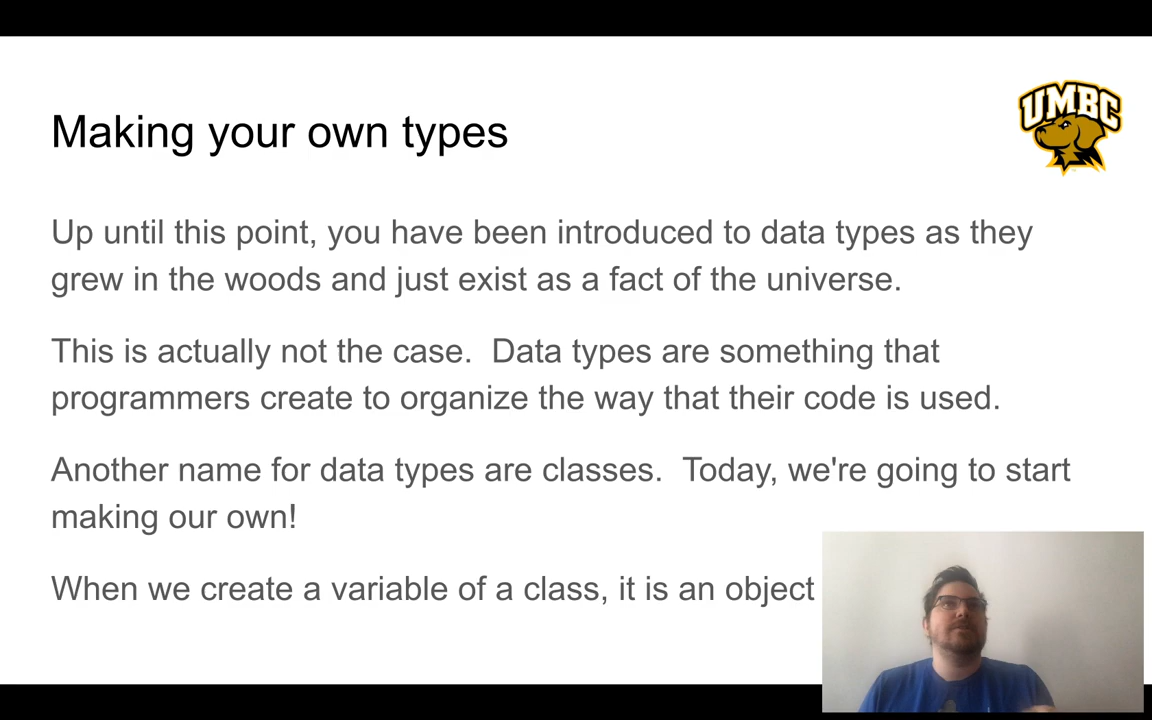 Making your own types
UMBC
Up until this point, you have been introduced to data types as they
grew in the woods and just exist as a fact of the universe.
This is actually not the case.  Data types are something that
programmers create to organize the way that their code is used.
Another name for data types are classes.  Today, we're going to start
making our own!
When we create a variable of a class, it is an object